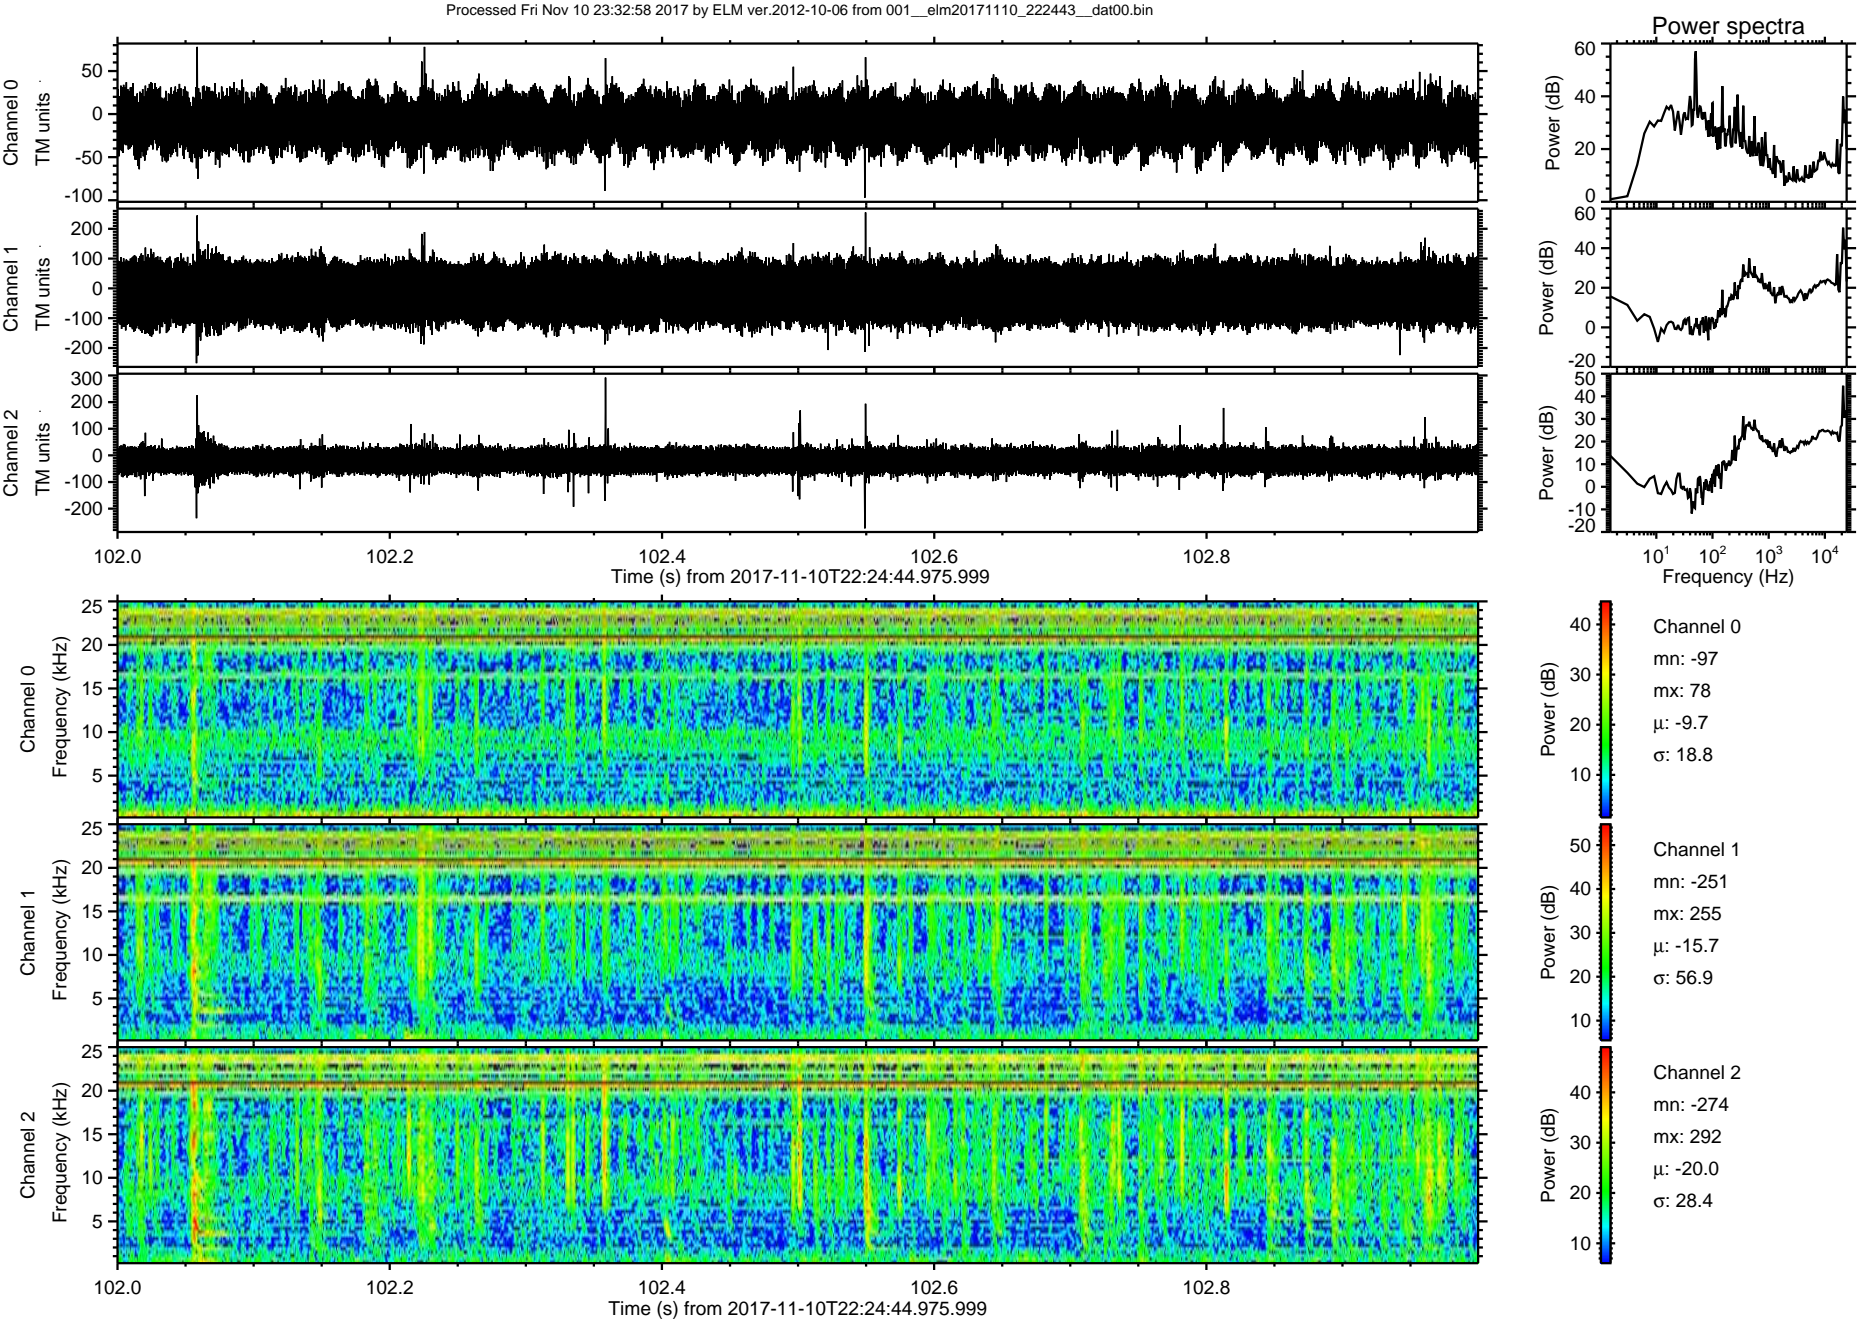 Processed Fri Nov 10 23:32:58 2017 by ELM ver.2012-10-06 from 001__elm20171110_222443__dat00.bin
Power spectra
Channel 0
TM units
50
0
-50
-100
Power (dB)
60
40
20
0
Channel 1
TM units
200
100
0
-100
-200
Power (dB)
60
40
20
0
-20
Channel 2
TM units
300
200
100
0
-100
-200
Power (dB)
50
40
30
20
10
0
-10
-20
102.0 102.2 102.4 102.6 102.8
Time (s) from 2017-11-10T22:24:44.975.999
10¹ 10² 10³ 10⁴
Frequency (Hz)
Channel 0
Frequency (kHz)
25
20
15
10
5
Power (dB)
40
30
20
10
Channel 0
mn: -97
mx: 78
μ: -9.7
σ: 18.8
Channel 1
Frequency (kHz)
25
20
15
10
5
Power (dB)
50
40
30
20
10
Channel 1
mn: -251
mx: 255
μ: -15.7
σ: 56.9
Channel 2
Frequency (kHz)
25
20
15
10
5
Power (dB)
40
30
20
10
Channel 2
mn: -274
mx: 292
μ: -20.0
σ: 28.4
102.0 102.2 102.4 102.6 102.8
Time (s) from 2017-11-10T22:24:44.975.999